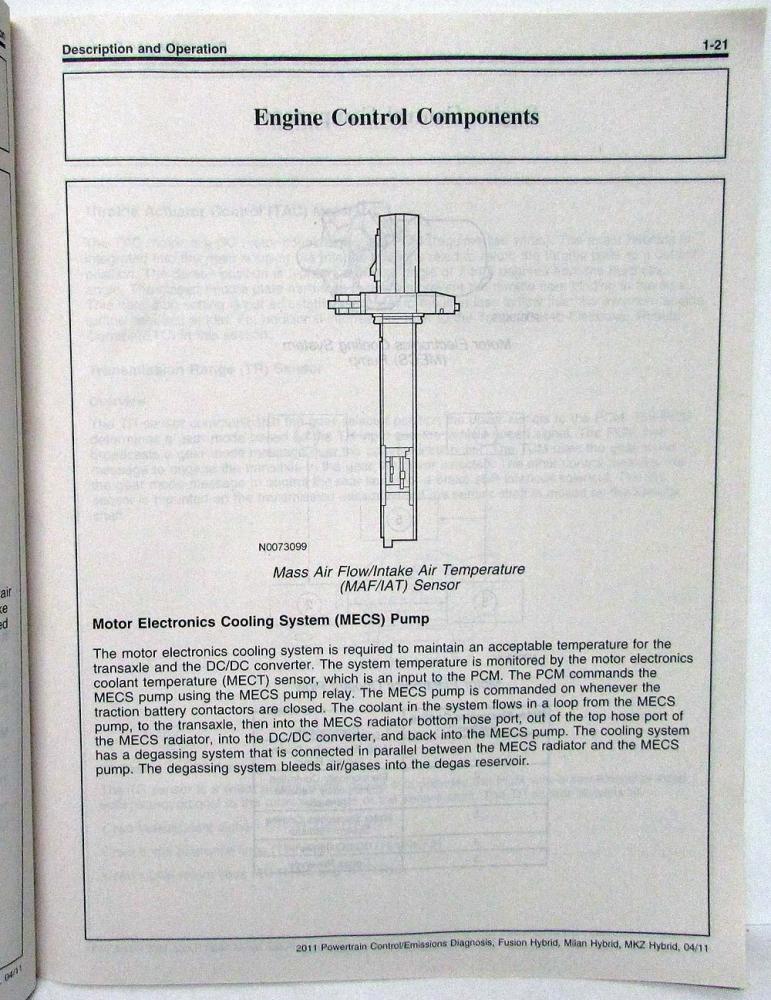 Description and Operation
1-21
Engine Control Components
N0073099
Mass Air Flow/Intake Air Temperature
(MAF/IAT) Sensor
Motor Electronics Cooling System (MECS) Pump
The motor electronics cooling system is required to maintain an acceptable temperature for the
transaxle and the DC/DC converter. The system temperature is monitored by the motor electronics
coolant temperature (MECT) sensor, which is an input to the PCM. The PCM commands the
MECS pump using the MECS pump relay. The MECS pump is commanded on whenever the
traction battery contactors are closed. The coolant in the system flows in a loop from the MECS
pump, to the transaxle, then into the MECS radiator bottom hose port, out of the top hose port of
the MECS radiator, into the DC/DC converter, and back into the MECS pump. The cooling system
has a degassing system that is connected in parallel between the MECS radiator and the MECS
pump. The degassing system bleeds air/gases into the degas reservoir.
2011 Powertrain Control/Emissions Diagnosis, Fusion Hybrid, Milan Hybrid, MKZ Hybrid, 04/11
air
04/11